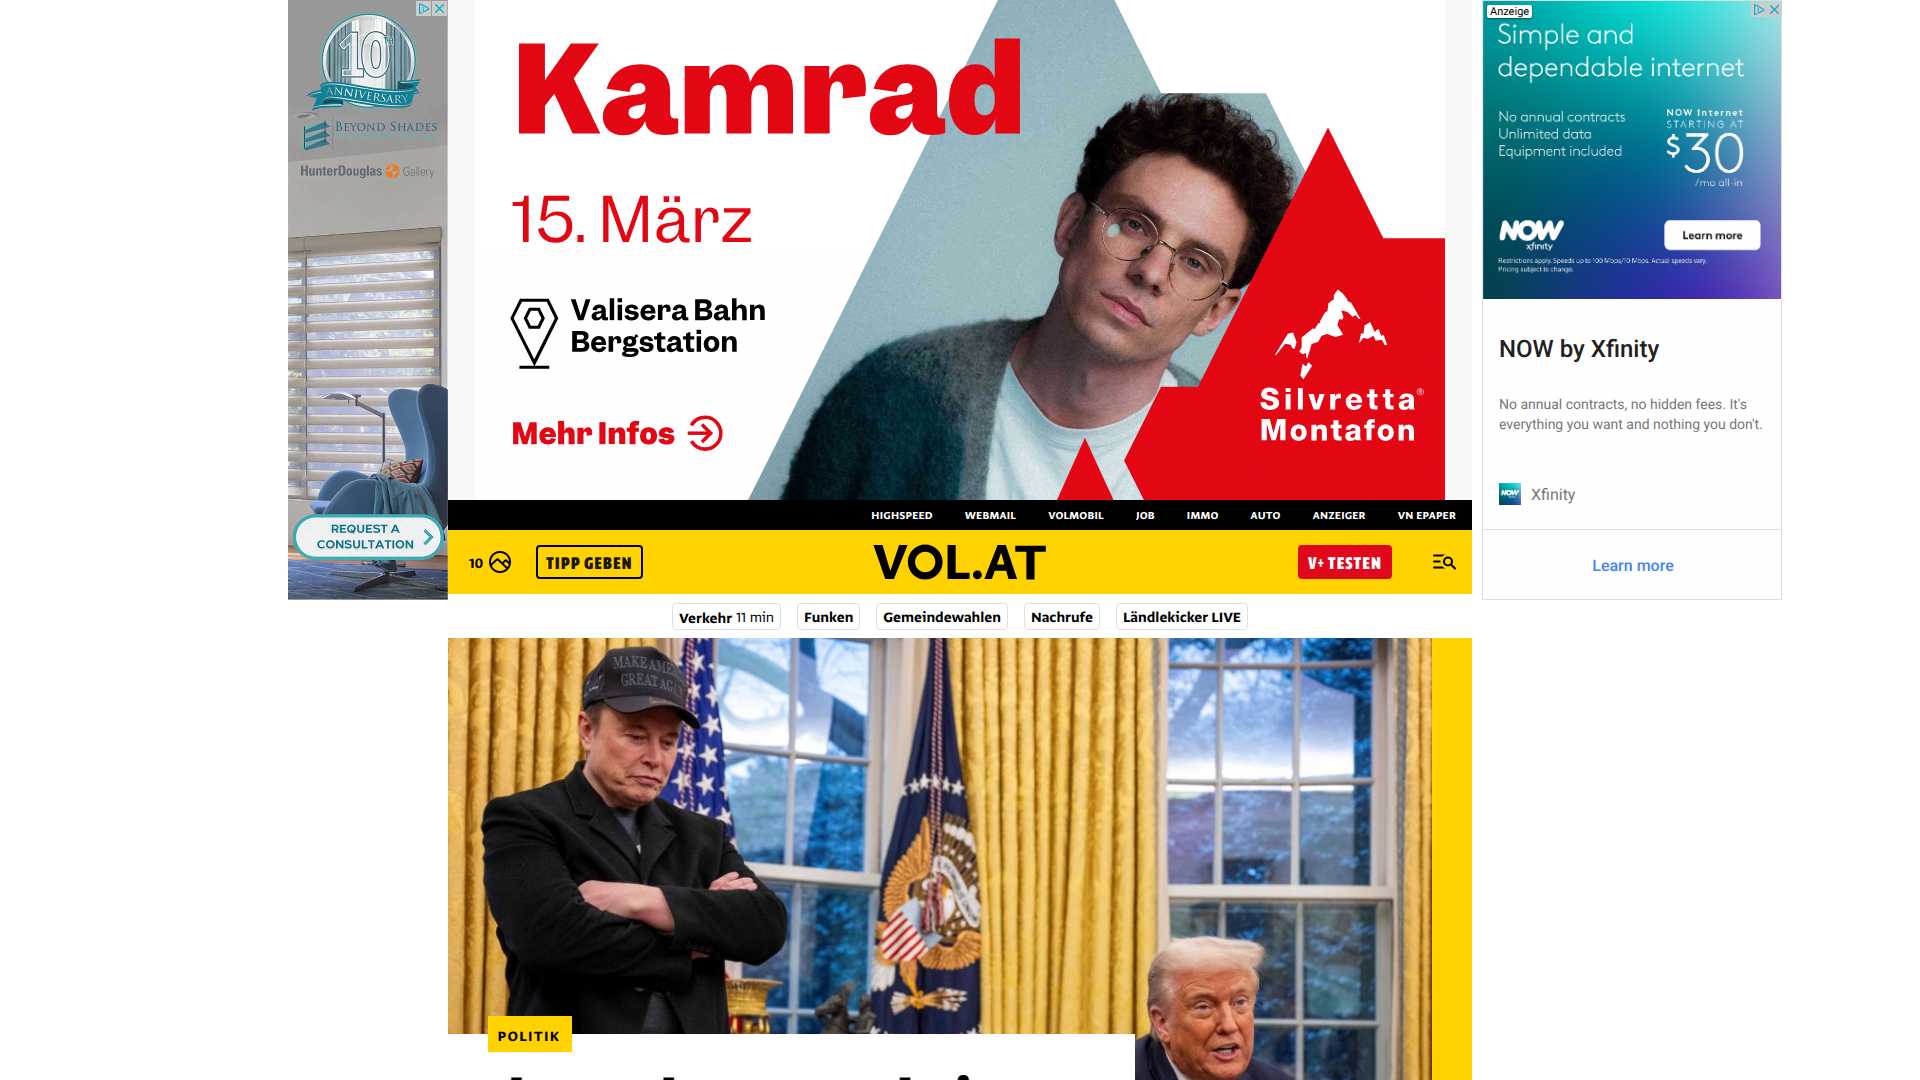 10TH
ANNIVERSARY
BEYOND SHADES
HunterDouglas Gallery
REQUEST A
CONSULTATION
Kamrad
15. März
Valisera Bahn
Bergstation
Mehr Infos
Silvretta®
Montafon
Anzeige
Simple and
dependable internet
No annual contracts
Unlimited data
Equipment included
NOW Internet
STARTING AT
$30
/mo all-in
NOW
xfinity
Learn more
Restrictions apply. Speeds up to 100 Mbps/10 Mbps. Actual speeds vary.
Pricing subject to change.
NOW by Xfinity
No annual contracts, no hidden fees. It's
everything you want and nothing you don't.
NOW
Xfinity
Learn more
HIGHSPEED WEBMAIL VOLMOBIL JOB IMMO AUTO ANZEIGER VN EPAPER
10 TIPP GEBEN VOL.AT V+ TESTEN
Verkehr 11 min Funken Gemeindewahlen Nachrufe Ländlekicker LIVE
MAKE AME
GREAT AG
POLITIK